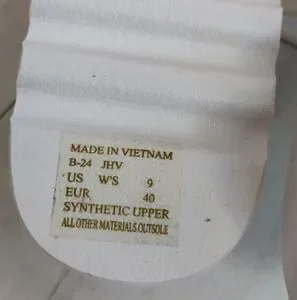 MADE IN VIETNAM
B-24 JHV
US W'S 9
EUR 40
SYNTHETIC UPPER
ALL OTHER MATERIALS OUTSOLE